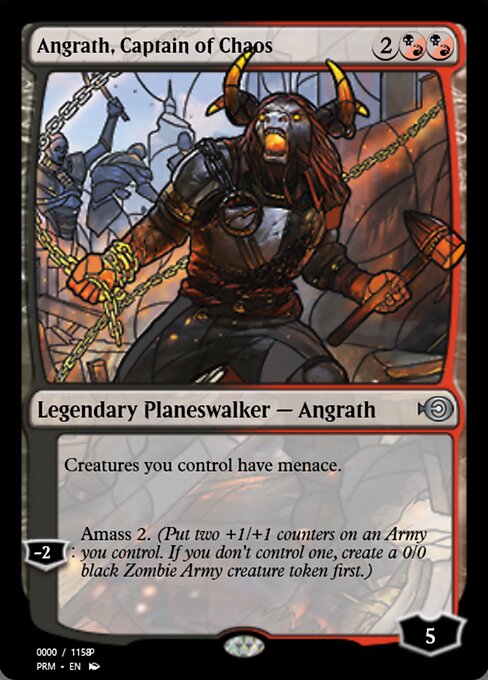 Angrath, Captain of Chaos 2
Legendary Planeswalker — Angrath
Creatures you control have menace.
Amass 2. (Put two +1/+1 counters on an Army
-2 : you control. If you don't control one, create a 0/0
black Zombie Army creature token first.)
5
0000 / 1158P
PRM • EN